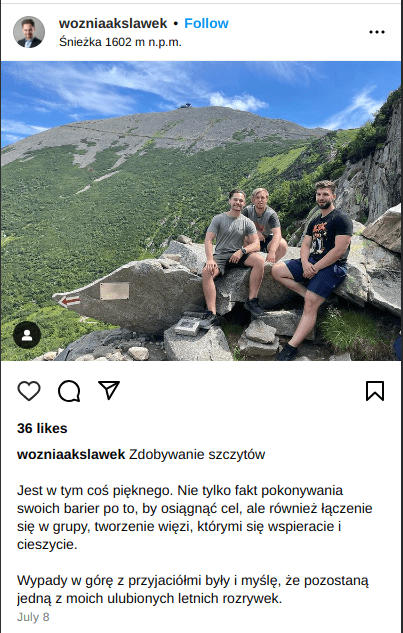 wozniaakslawek • Follow
Śnieżka 1602 m n.p.m.
36 likes
wozniaakslawek Zdobywanie szczytów
Jest w tym coś pięknego. Nie tylko fakt pokonywania
swoich barier po to, by osiągnąć cel, ale również łączenie
się w grupy, tworzenie więzi, którymi się wspieracie i
cieszycie.
Wypady w górę z przyjaciółmi były i myślę, że pozostaną
jedną z moich ulubionych letnich rozrywek.
July 8